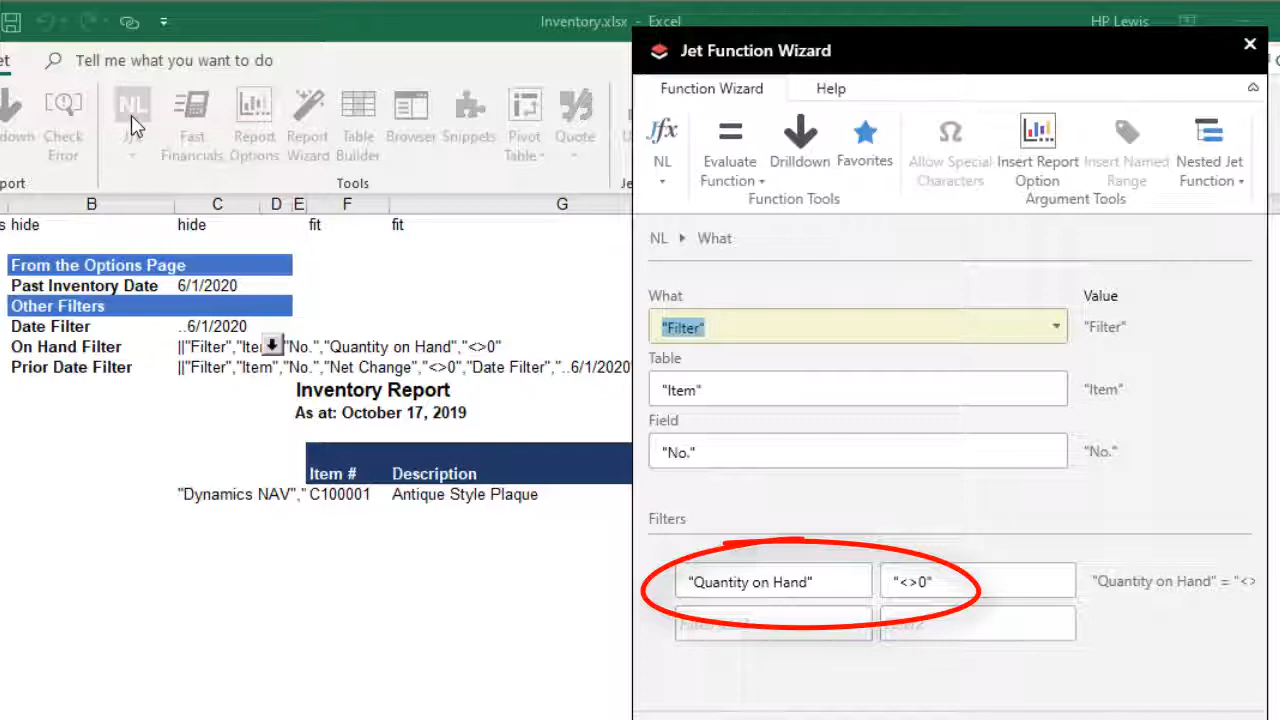 Inventory.xlsx - Excel
HP Lewis
et
Tell me what you want to do
down
Check Error
Jfx
Fast Financials
Report Options
Report Wizard
Table Builder
Browser
Snippets
Pivot Table
Quote
port
Tools
Je
B C D E F G
s hide hide fit fit
From the Options Page
Past Inventory Date 6/1/2020
Other Filters
Date Filter ..6/1/2020
On Hand Filter "No.","Quantity on Hand","<>0"
Prior Date Filter ||"Filter","Item","No.","Net Change","<>0","Date Filter","..6/1/2020"
Inventory Report
As at: October 17, 2019
Item # Description
"Dynamics NAV"," C100001 Antique Style Plaque
Jet Function Wizard
Function Wizard Help
fx
NL
Evaluate Function
Drilldown
Favorites
Allow Special Characters
Insert Report Option
Insert Named Range
Nested Jet Function
Function Tools
Argument Tools
NL What
What Value
"Filter" "Filter"
Table
"Item" "Item"
Field
"No." "No."
Filters
"Quantity on Hand" "<>0" "Quantity on Hand" = "<>